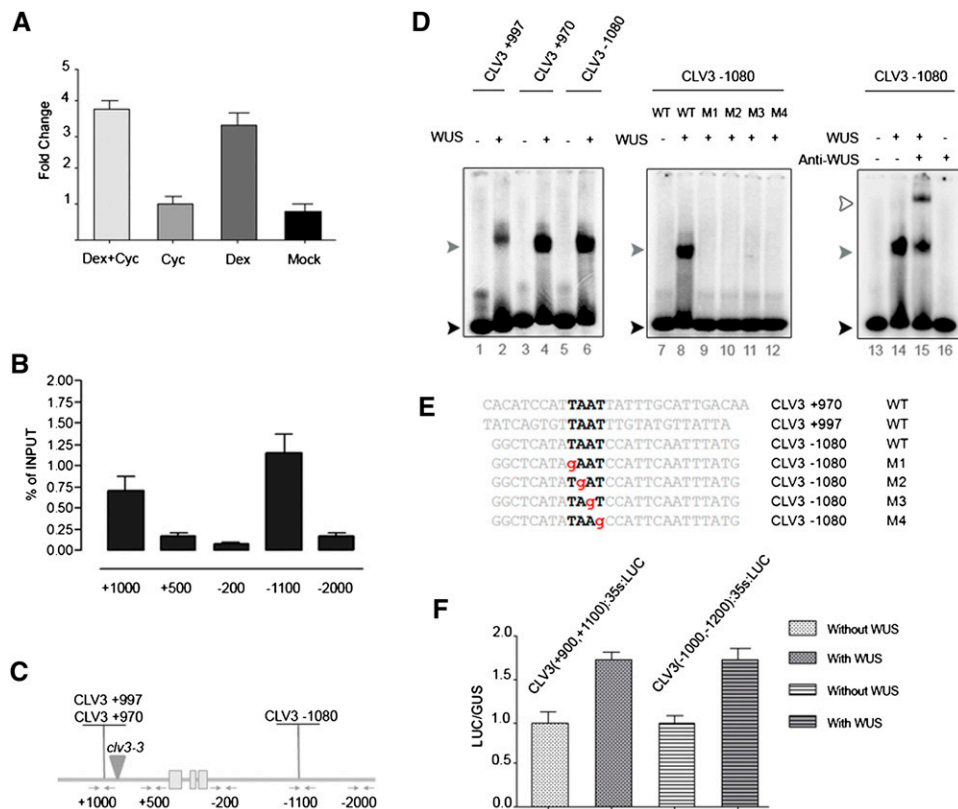 A
Fold Change
5
4
3
2
1
Dex+Cyc Cyc Dex Mock
B
% of INPUT
2.00
1.75
1.50
1.25
1.00
0.75
0.50
0.25
0.00
+1000 +500 -200 -1100 -2000
C
CLV3 +997
CLV3 +970
CLV3 -1080
clv3-3
+1000 +500 -200 -1100 -2000
D
CLV3 +997 CLV3 +970 CLV3 -1080
WUS - + - + - +
1 2 3 4 5 6
CLV3 -1080
WT WT M1 M2 M3 M4
WUS - + + + + +
7 8 9 10 11 12
CLV3 -1080
WUS - + + -
Anti-WUS - - + +
13 14 15 16
E
CACATCCATTAATTATTTGCATTGACAA CLV3 +970 WT
TATCAGTGTTAATTTGTATGTTATTA CLV3 +997 WT
GGCTCATATAATCCATTCAATTTATG CLV3 -1080 WT
GGCTCATAgAATCCATTCAATTTATG CLV3 -1080 M1
GGCTCATATgATCCATTCAATTTATG CLV3 -1080 M2
GGCTCATATAgTCCATTCAATTTATG CLV3 -1080 M3
GGCTCATATAAgCCATTCAATTTATG CLV3 -1080 M4
F
CLV3(+900,+1100):35s:LUC
CLV3(-1000,-1200):35s:LUC
LUC/GUS
2.0
1.5
1.0
0.5
0.0
Without WUS
With WUS
Without WUS
With WUS